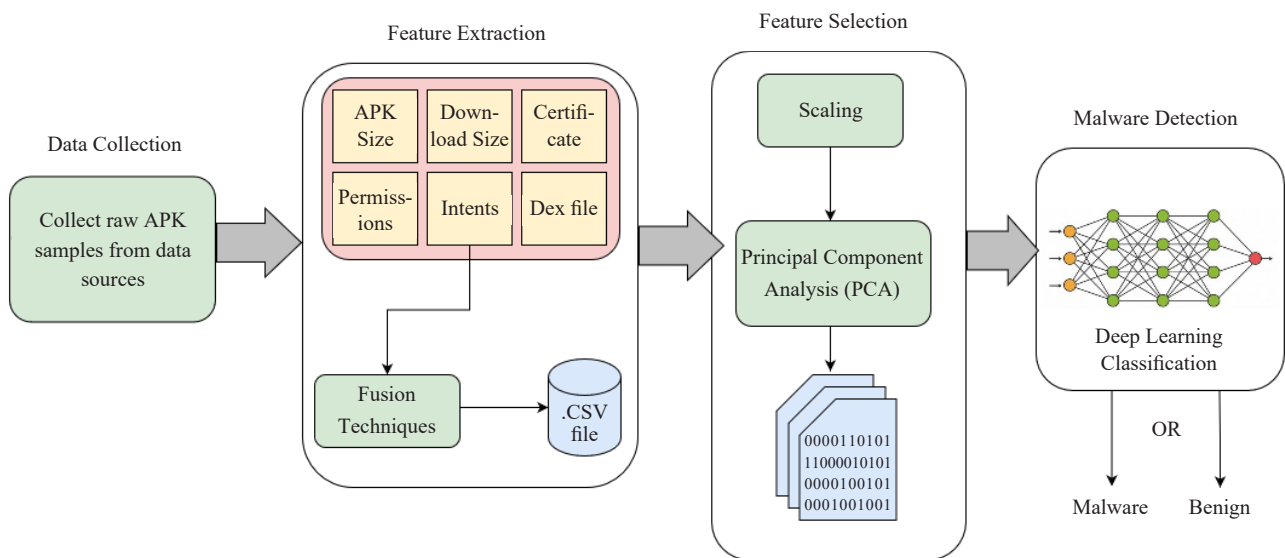 Data Collection
Collect raw APK
samples from data
sources
Feature Extraction
APK
Size
Down-
load Size
Certifi-
cate
Permiss-
ions
Intents
Dex file
Fusion
Techniques
.CSV
file
Feature Selection
Scaling
Principal Component
Analysis (PCA)
0000110101
11000010101
0000100101
0001001001
Malware Detection
Deep Learning
Classification
OR
Malware
Benign